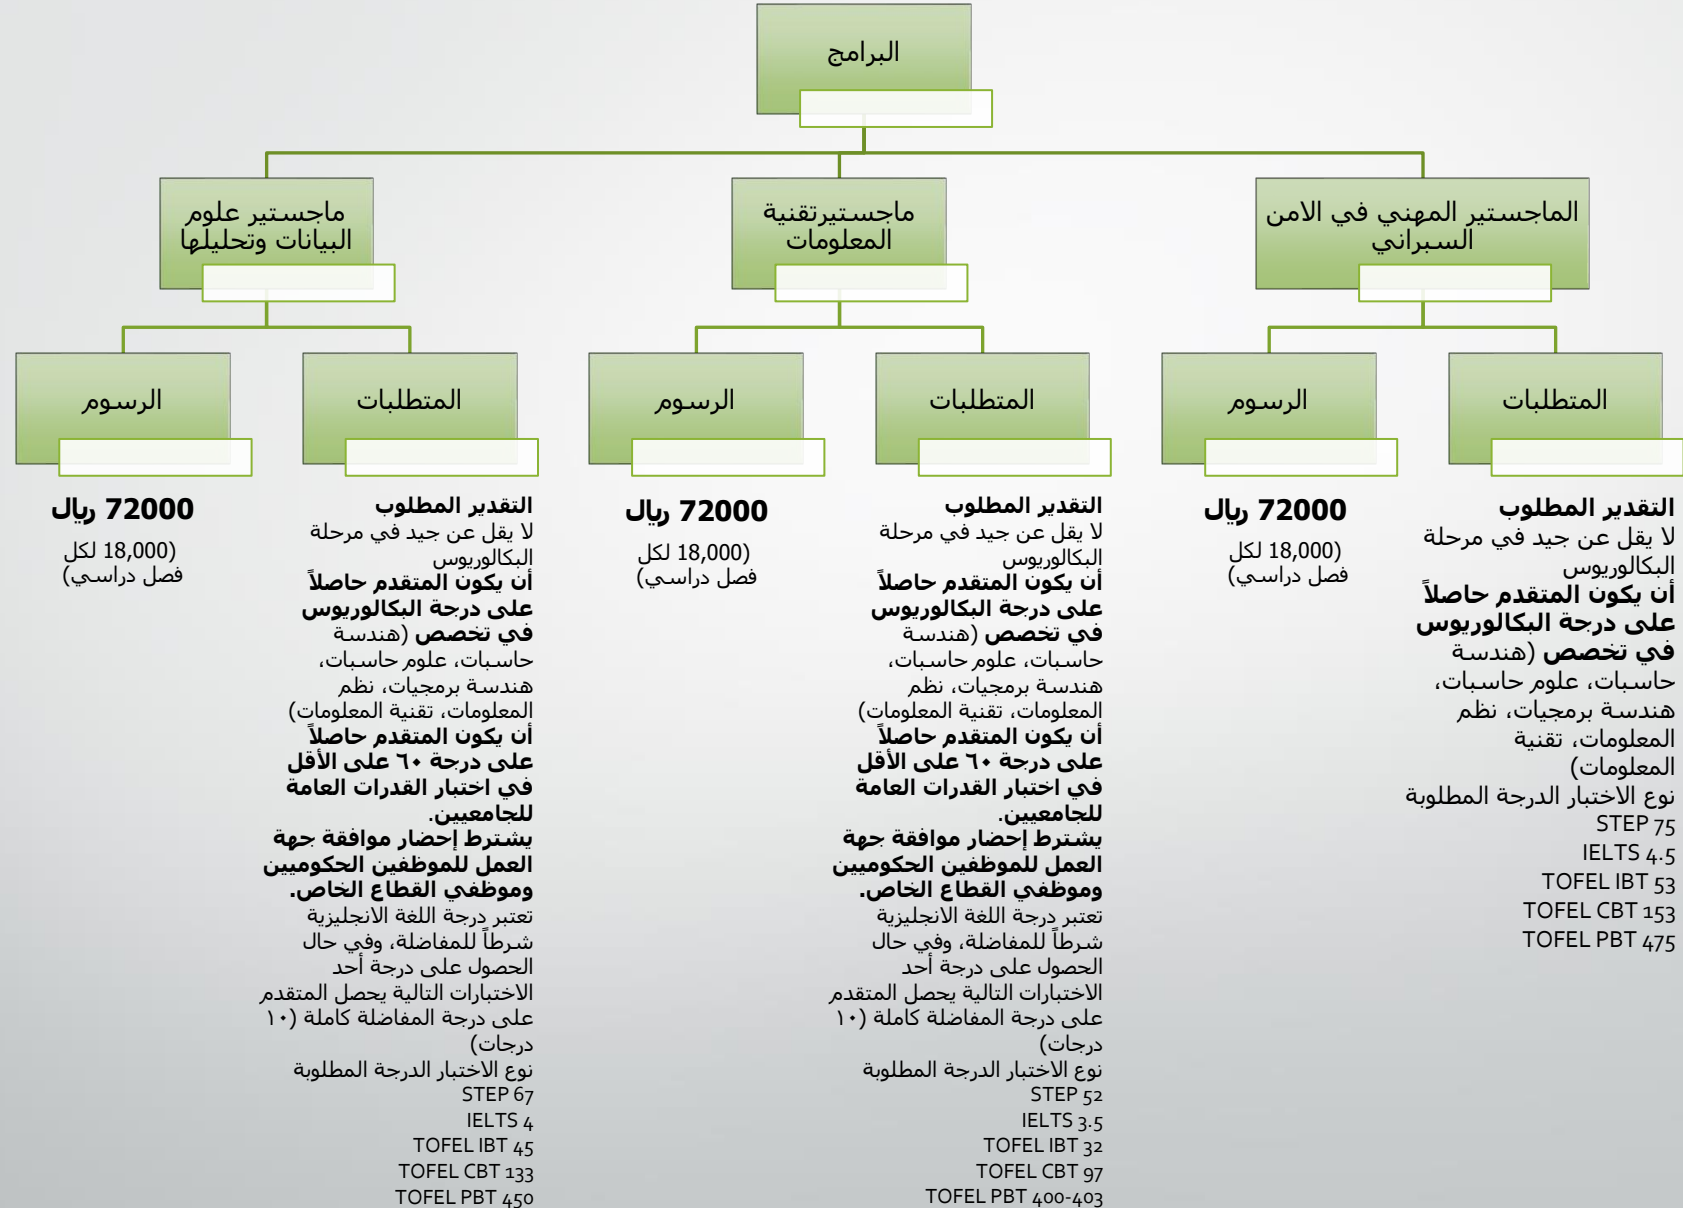 البرامج
الماجستير المهني في الامن
السبراني
ماجستيرتقنية
المعلومات
ماجستير علوم
البيانات وتحليلها
المتطلبات
الرسوم
المتطلبات
الرسوم
المتطلبات
الرسوم
التقدير المطلوب
لا يقل عن جيد في مرحلة
البكالوريوس
أن يكون المتقدم حاصلاً
على درجة البكالوريوس
في تخصص (هندسة
حاسبات، علوم حاسبات،
هندسة برمجيات، نظم
المعلومات، تقنية
المعلومات)
نوع الاختبار الدرجة المطلوبة
STEP 75
IELTS 4.5
TOFEL IBT 53
TOFEL CBT 153
TOFEL PBT 475
72000 ريال
(18,000 لكل
فصل دراسي)
التقدير المطلوب
لا يقل عن جيد في مرحلة
البكالوريوس
أن يكون المتقدم حاصلاً
على درجة البكالوريوس
في تخصص (هندسة
حاسبات، علوم حاسبات،
هندسة برمجيات، نظم
المعلومات، تقنية المعلومات)
أن يكون المتقدم حاصلاً
على درجة ٦٠ على الأقل
في اختبار القدرات العامة
للجامعيين.
يشترط إحضار موافقة جهة
العمل للموظفين الحكوميين
وموظفي القطاع الخاص.
تعتبر درجة اللغة الانجليزية
شرطاً للمفاضلة، وفي حال
الحصول على درجة أحد
الاختبارات التالية يحصل المتقدم
على درجة المفاضلة كاملة (١٠
درجات)
نوع الاختبار الدرجة المطلوبة
STEP 52
IELTS 3.5
TOFEL IBT 32
TOFEL CBT 97
TOFEL PBT 400-403
72000 ريال
(18,000 لكل
فصل دراسي)
التقدير المطلوب
لا يقل عن جيد في مرحلة
البكالوريوس
أن يكون المتقدم حاصلاً
على درجة البكالوريوس
في تخصص (هندسة
حاسبات، علوم حاسبات،
هندسة برمجيات، نظم
المعلومات، تقنية المعلومات)
أن يكون المتقدم حاصلاً
على درجة ٦٠ على الأقل
في اختبار القدرات العامة
للجامعيين.
يشترط إحضار موافقة جهة
العمل للموظفين الحكوميين
وموظفي القطاع الخاص.
تعتبر درجة اللغة الانجليزية
شرطاً للمفاضلة، وفي حال
الحصول على درجة أحد
الاختبارات التالية يحصل المتقدم
على درجة المفاضلة كاملة (١٠
درجات)
نوع الاختبار الدرجة المطلوبة
STEP 67
IELTS 4
TOFEL IBT 45
TOFEL CBT 133
TOFEL PBT 450
72000 ريال
(18,000 لكل
فصل دراسي)